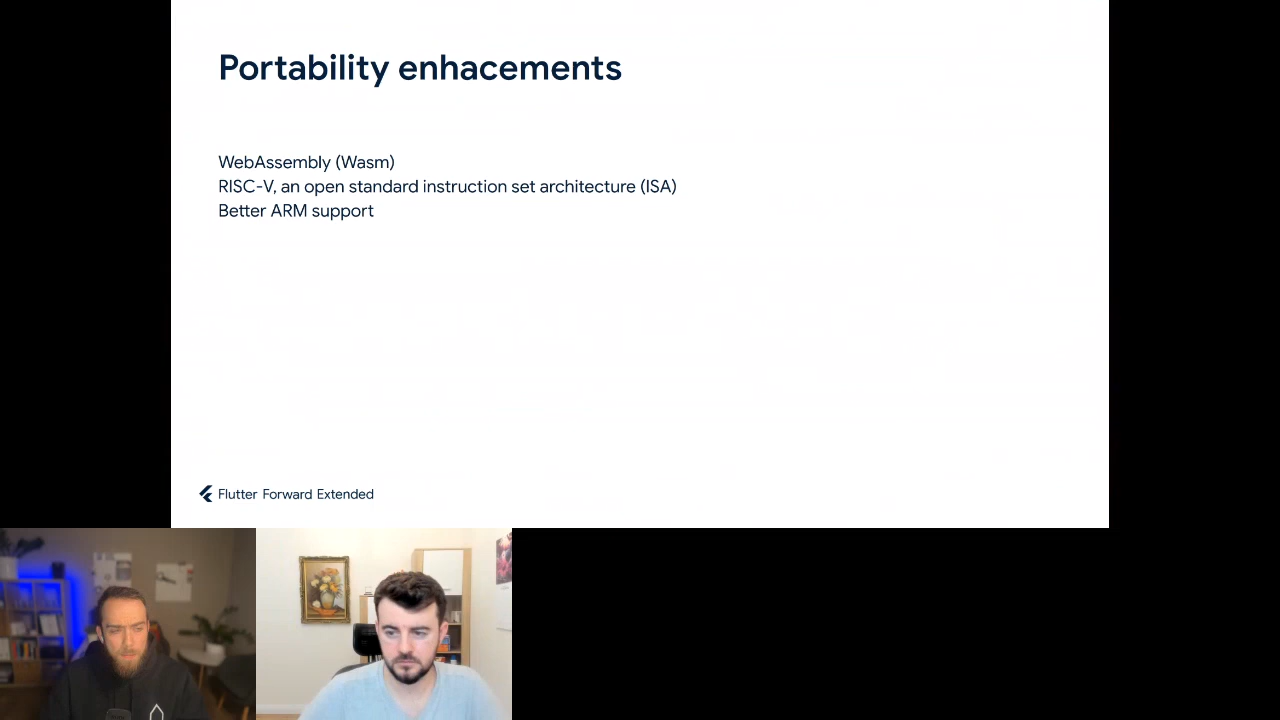 Portability enhacements
WebAssembly (Wasm)
RISC-V, an open standard instruction set architecture (ISA)
Better ARM support
Flutter Forward Extended